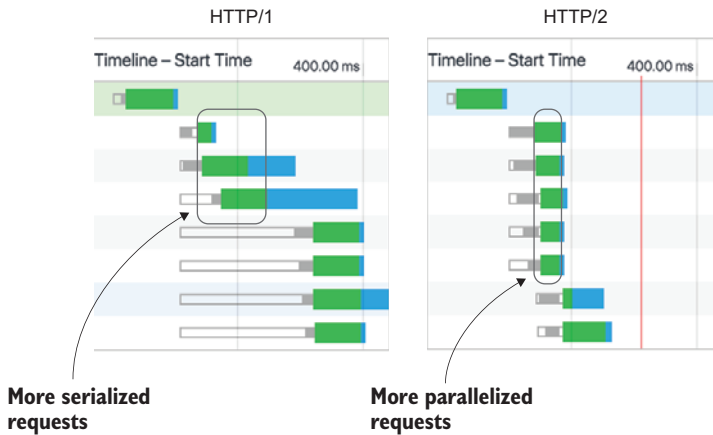 HTTP/1
HTTP/2
Timeline – Start Time
400.00 ms
Timeline – Start Time
400.00 ms
More serialized
requests
More parallelized
requests